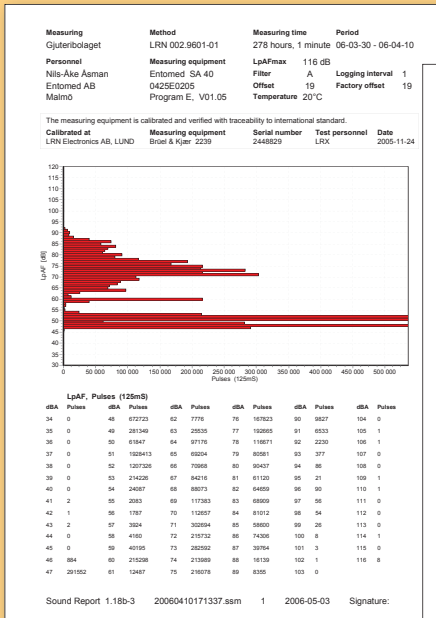 Measuring Method Measuring time Period
Gjuteribolaget LRN 002.9601-01 278 hours, 1 minute 06-03-30 - 06-04-10
Personnel Measuring equipment LpAFmax 116 dB
Nils-Åke Åsman Entomed SA 40 Filter A Logging interval 1
Entomed AB 0425E0205 Offset 19 Factory offset 19
Malmö Program E, V01.05 Temperature 20°C
The measuring equipment is calibrated and verified with traceability to international standard.
Calibrated at Measuring equipment Serial number Test personnel Date
LRN Electronics AB, LUND Brüel & Kjær 2239 2448829 LRX 2005-11-24
120
115
110
105
100
95
90
85
80
75
70
65
60
55
50
45
40
35
30
LpAF [dB]
0 50 000 100 000 150 000 200 000 250 000 300 000 350 000 400 000 450 000 500 000
Pulses (125mS)
LpAF, Pulses (125mS)
dBA Pulses dBA Pulses dBA Pulses dBA Pulses dBA Pulses dBA Pulses
34 0 48 672723 62 7776 76 167823 90 9827 104 0
35 0 49 281349 63 25535 77 192665 91 6533 105 1
36 0 50 61847 64 97176 78 116671 92 2230 106 1
37 0 51 1928413 65 69204 79 80581 93 377 107 0
38 0 52 1207326 66 70968 80 90437 94 86 108 0
39 0 53 214226 67 84216 81 61120 95 21 109 1
40 0 54 24087 68 88073 82 64659 96 90 110 1
41 2 55 2083 69 117383 83 68909 97 56 111 0
42 1 56 1787 70 112657 84 81012 98 54 112 0
43 2 57 3924 71 302694 85 58600 99 26 113 0
44 0 58 4160 72 215732 86 74306 100 8 114 1
45 0 59 40195 73 282592 87 39764 101 3 115 0
46 884 60 215298 74 213989 88 16139 102 1 116 8
47 291552 61 12487 75 216078 89 8355 103 0
Sound Report 1.18b-3 20060410171337.ssm 1 2006-05-03 Signature: